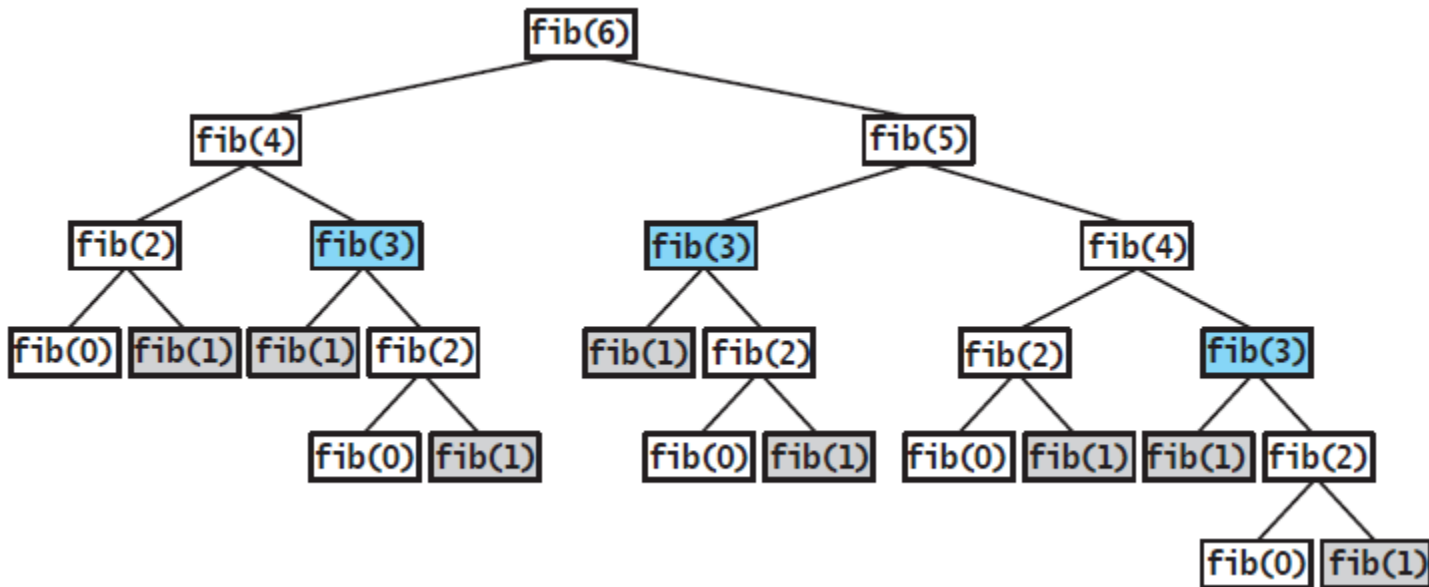 fib(6)
fib(4) fib(5)
fib(2) fib(3) fib(3) fib(4)
fib(0) fib(1) fib(1) fib(2) fib(1) fib(2) fib(2) fib(3)
fib(0) fib(1) fib(0) fib(1) fib(0) fib(1) fib(1) fib(2)
fib(0) fib(1)